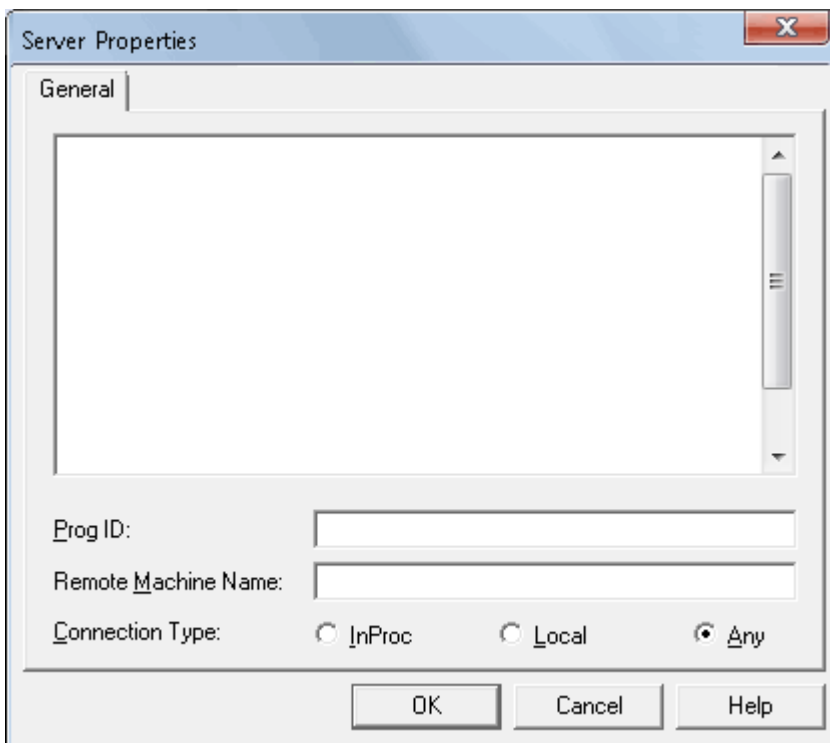 Server Properties
General
Prog ID:
Remote Machine Name:
Connection Type: InProc Local Any
OK Cancel Help